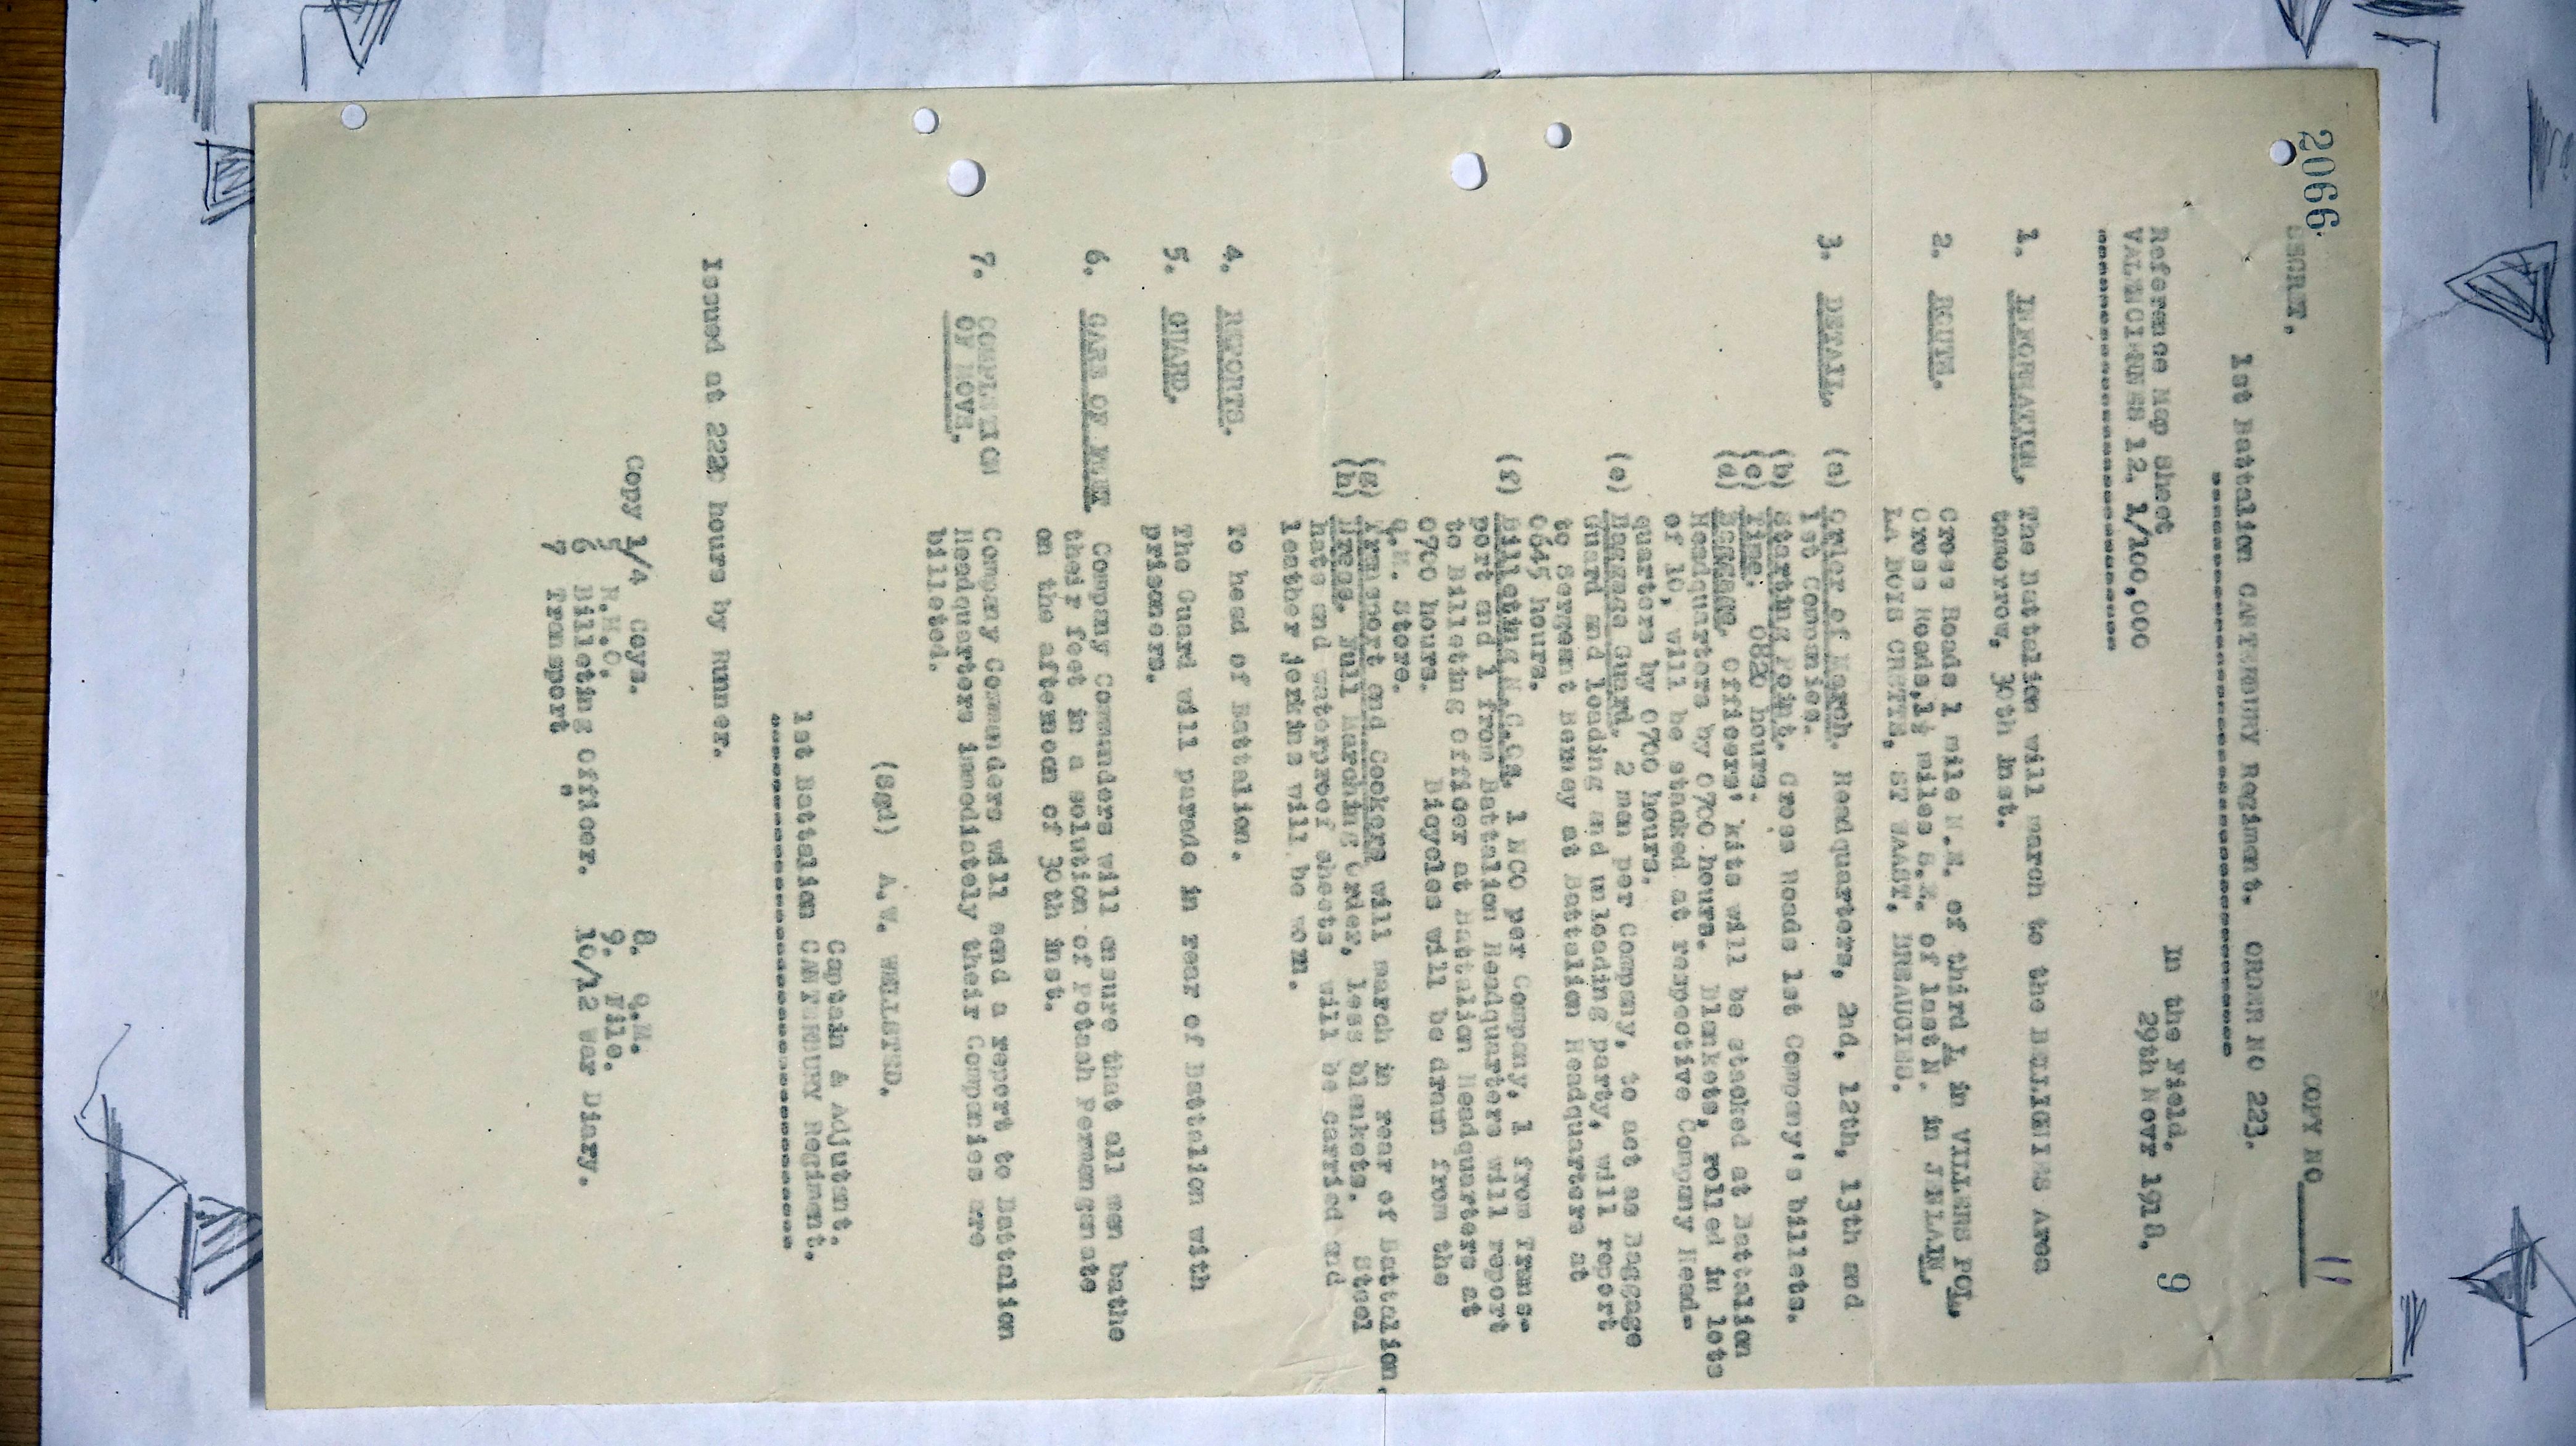 2066
SECRET.
COPY NO 11
1st Battalion CANTERBURY Regiment. ORDER NO 223.
In the Field.
Reference Map Sheet
29th Novr 1918. 9
VALENCIENNES 12. 1/100,000
1. INFORMATION. The Battalion will march to the BELLIGNIES Area
tomorrow, 30th inst.
2. ROUTE. Cross Roads 1 mile N.E. of third L in VILLERS POL,
Cross Roads, 1½ miles S.E. of last N. in JENLAIN,
LA BOIS CRETTE, ST WAAST, BREAUGIES.
3. DETAIL. (a) Order of March. Headquarters, 2nd, 12th, 13th and
1st Companies.
(b) Starting Point. Cross Roads 1st Company's billets.
(c) Time. 0820 hours.
(d) Baggage. Officers' kits will be stacked at Battalion
Headquarters by 0700 hours. Blankets, rolled in lots
of 10, will be stacked at respective Company Head-
quarters by 0700 hours.
(e) Baggage Guard. 2 men per Company, to act as Baggage
Guard and loading and unloading party, will report
to Sergeant Benney at Battalion Headquarters at
0645 hours.
(f) Billeting N.C.Os. 1 NCO per Company, 1 from Trans-
port and 1 from Battalion Headquarters will report
to Billeting Officer at Battalion Headquarters at
0700 hours. Bicycles will be drawn from the
Q.M. Store.
(g) Transport and Cookers will march in rear of Battalion.
(h) Dress. Full Marching Order, less blankets. Steel
hats and waterproof sheets will be carried and
leather jerkins will be worn.
4. REPORTS. To head of Battalion.
5. GUARD. The Guard will parade in rear of Battalion with
prisoners.
6. CARE OF FEET. Company Commanders will ensure that all men bathe
their feet in a solution of Potash Permanganate
on the afternoon of 30th inst.
7. COMPLETION Company Commanders will send a report to Battalion
OF MOVE. Headquarters immediately their Companies are
billeted.
(Sgd) A.W. WELLSTED.
Captain & Adjutant.
1st Battalion CANTERBURY Regiment.
Issued at 2220 hours by Runner.
Copy 1/4 Coys. 8. Q.M.
5 R.M.O. 9. File.
6 Billeting Officer. 10/12 War Diary.
7 Transport